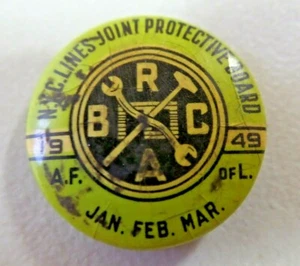 N.Y.C. LINES JOINT PROTECTIVE BOARD
R
B C
A
19 49
A.F. OF L.
JAN. FEB. MAR.